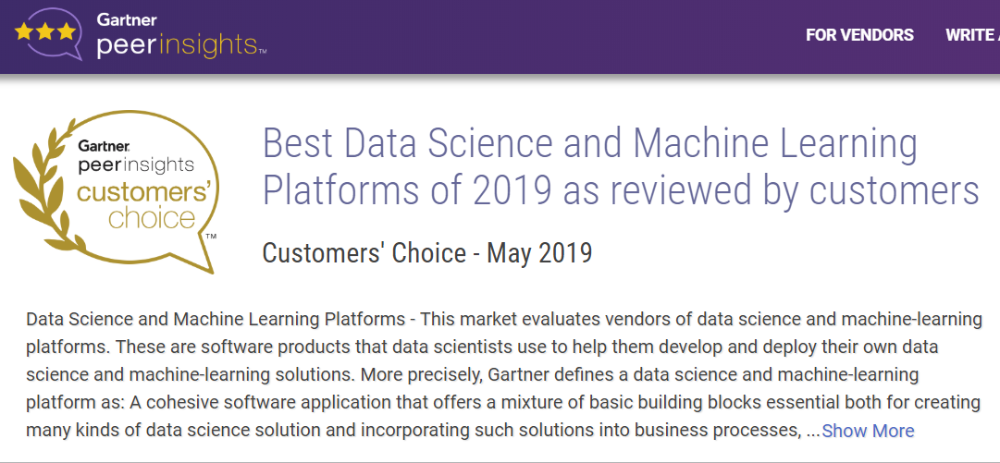 Gartner
peerinsights™
FOR VENDORS
WRITE
Gartner
peerinsights
customers'
choice
™
Best Data Science and Machine Learning
Platforms of 2019 as reviewed by customers
Customers' Choice - May 2019
Data Science and Machine Learning Platforms - This market evaluates vendors of data science and machine-learning
platforms. These are software products that data scientists use to help them develop and deploy their own data
science and machine-learning solutions. More precisely, Gartner defines a data science and machine-learning
platform as: A cohesive software application that offers a mixture of basic building blocks essential both for creating
many kinds of data science solution and incorporating such solutions into business processes, ...Show More